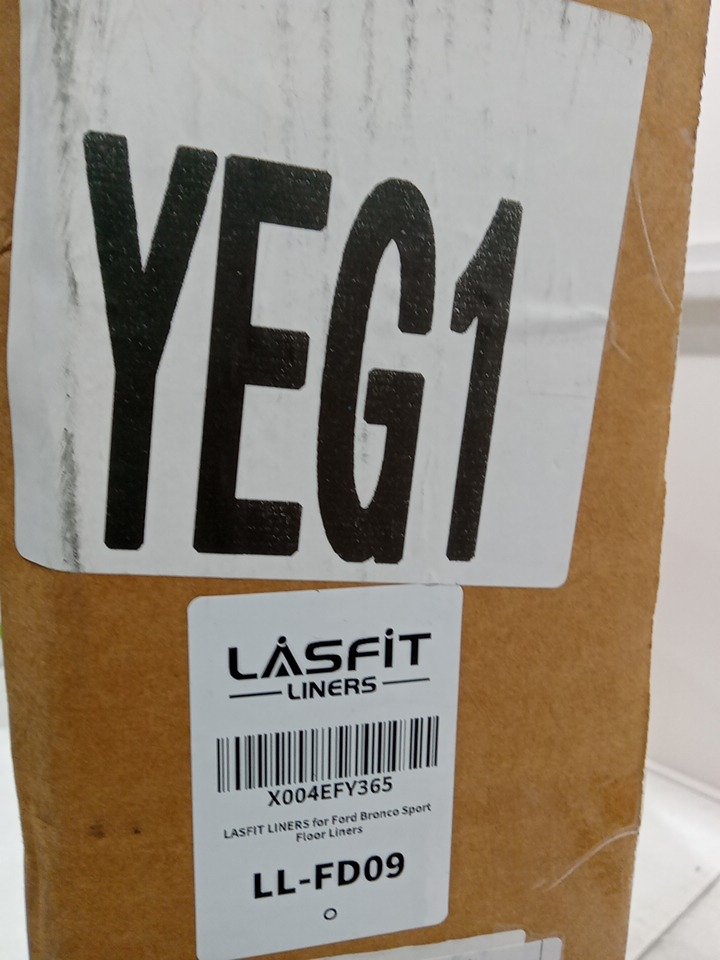 YEG1
LASFIT
LINERS
X004EFY365
LASFIT LINERS for Ford Bronco Sport
Floor Liners
LL-FD09